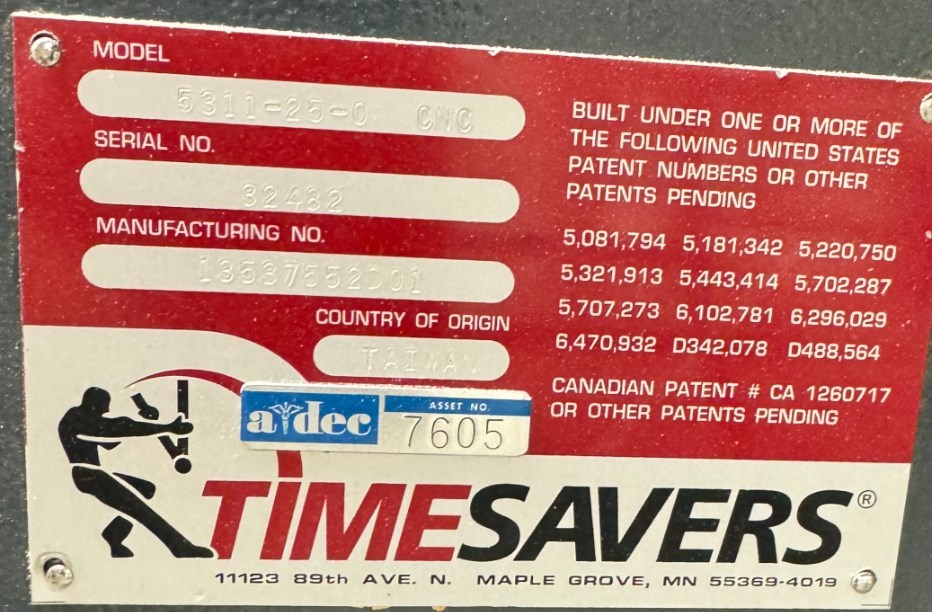 MODEL
5311-25-0 CMC
SERIAL NO.
32482
MANUFACTURING NO.
13537552D01
COUNTRY OF ORIGIN
TAIWAN
BUILT UNDER ONE OR MORE OF
THE FOLLOWING UNITED STATES
PATENT NUMBERS OR OTHER
PATENTS PENDING
5,081,794 5,181,342 5,220,750
5,321,913 5,443,414 5,702,287
5,707,273 6,102,781 6,296,029
6,470,932 D342,078 D488,564
CANADIAN PATENT # CA 1260717
OR OTHER PATENTS PENDING
a dec
ASSET NO.
7605
TIMESAVERS®
11123 89th AVE. N. MAPLE GROVE, MN 55369-4019